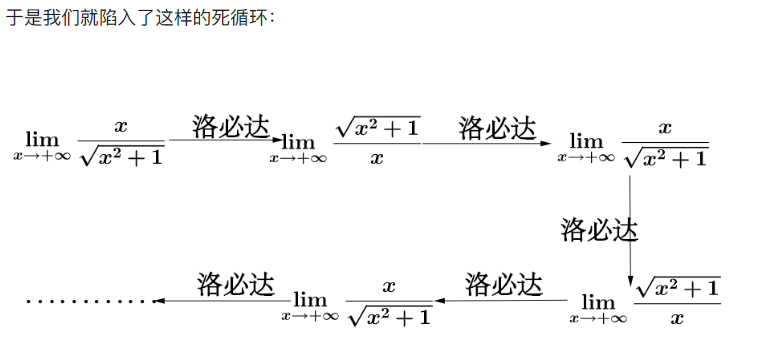 于是我们就陷入了这样的死循环：
lim x→+∞ x/√(x²+1) 洛必达 lim x→+∞ √(x²+1)/x 洛必达 lim x→+∞ x/√(x²+1)
洛必达
lim x→+∞ √(x²+1)/x 洛必达 lim x→+∞ x/√(x²+1) 洛必达 …………